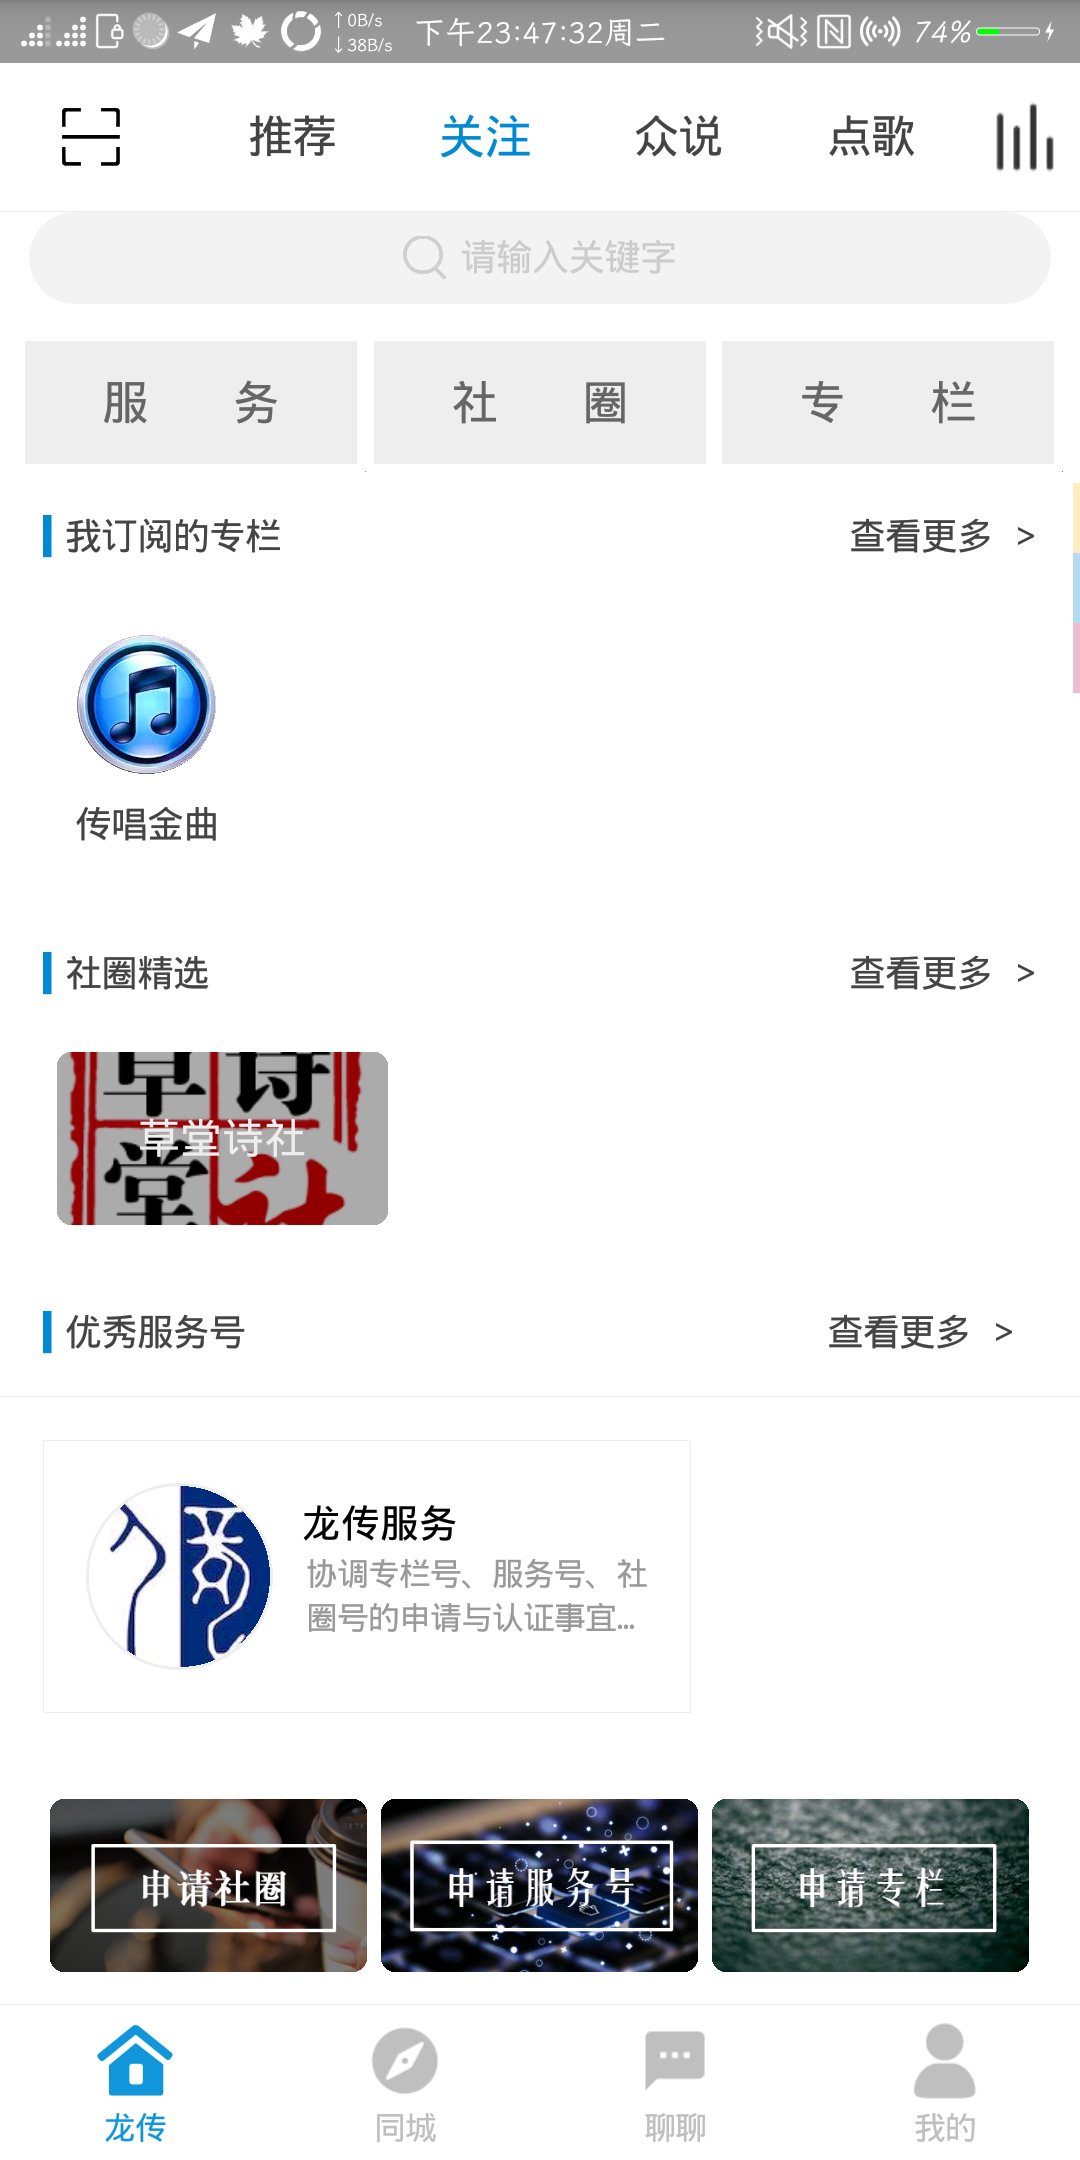 ↑0B/s
↓38B/s
下午23:47:32周二
74%
推荐 关注 众说 点歌
请输入关键字
服 务 社 圈 专 栏
我订阅的专栏 查看更多 >
传唱金曲
社圈精选 查看更多 >
草诗
草堂诗社
堂社
优秀服务号 查看更多 >
龙传服务
协调专栏号、服务号、社
圈号的申请与认证事宜...
申请社圈 申请服务号 申请专栏
龙传 同城 聊聊 我的